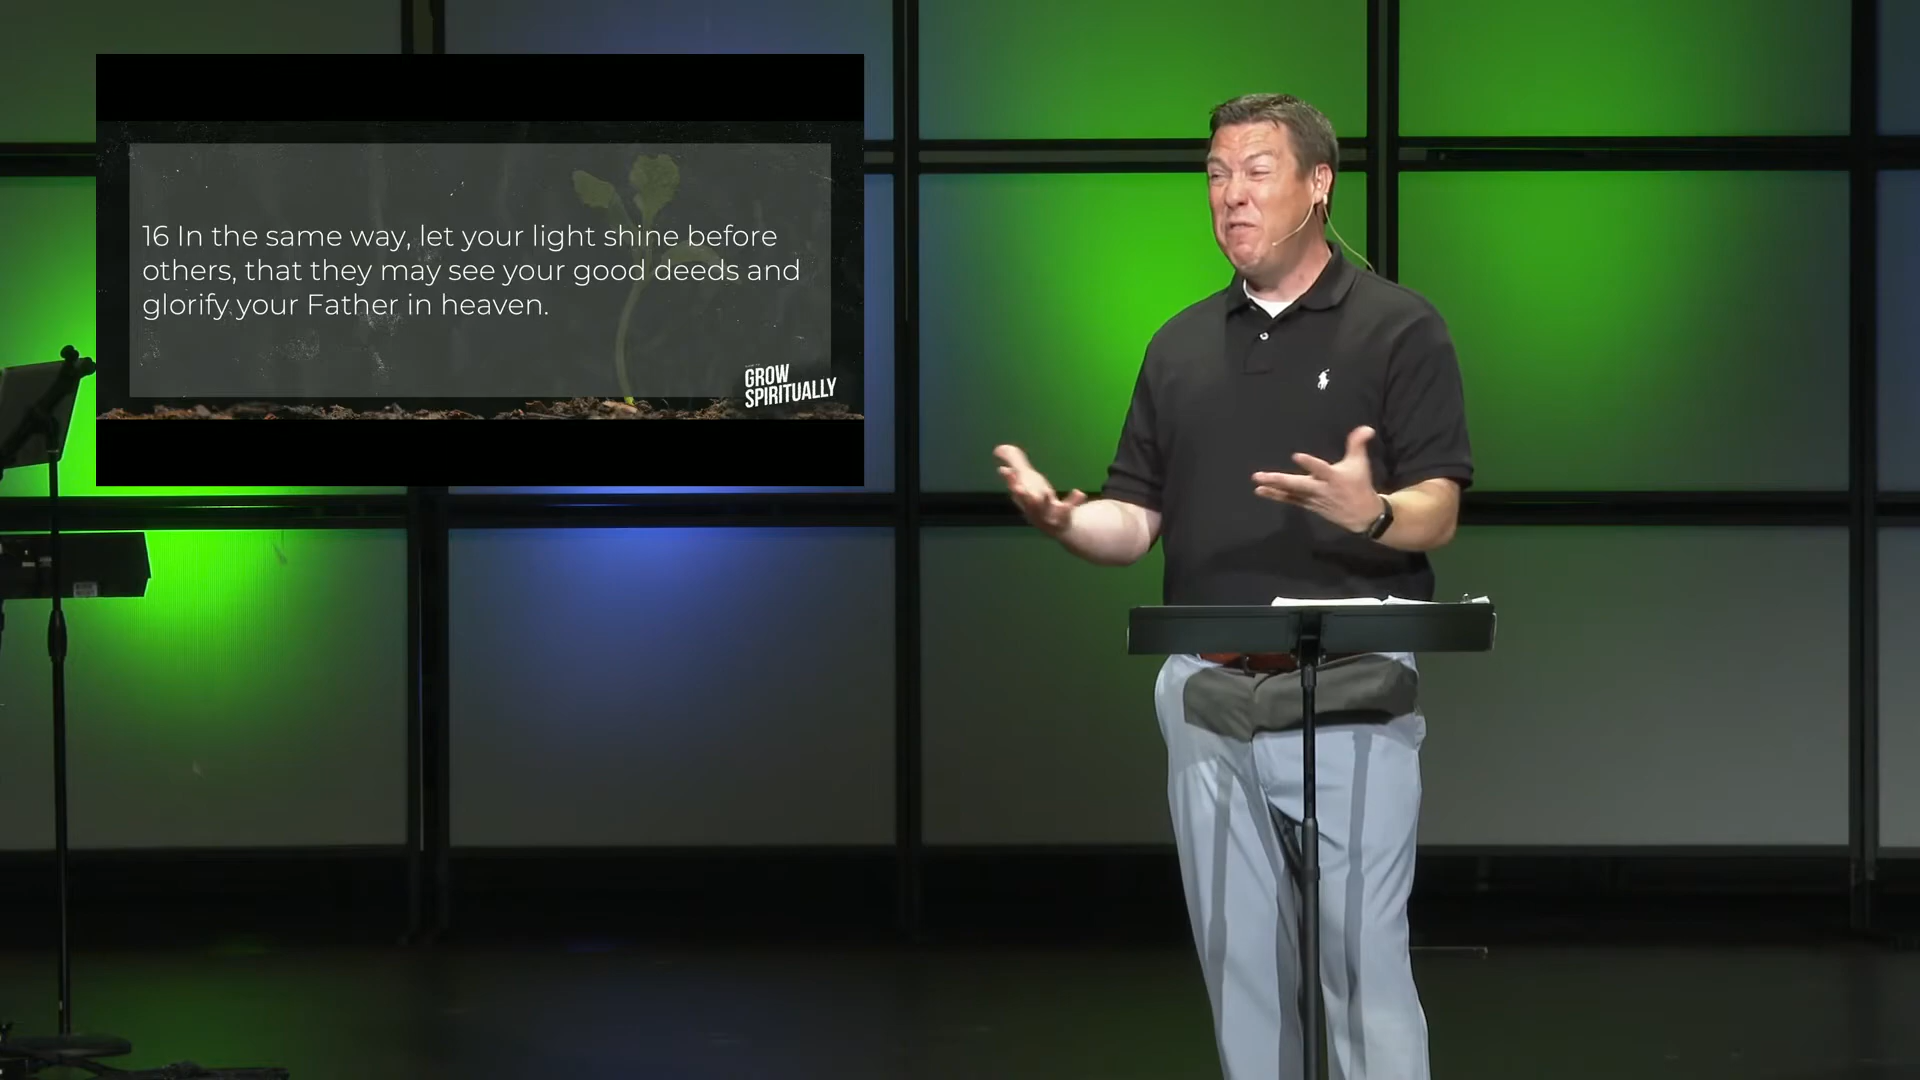 16 In the same way, let your light shine before
others, that they may see your good deeds and
glorify your Father in heaven.
GROW
SPIRITUALLY